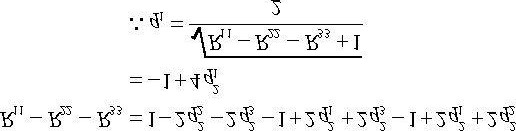 R₁₁ − R₂₂ − R₃₃ = 1 − 2q₂² − 2q₃² − 1 + 2q₁² + 2q₃² − 1 + 2q₁² + 2q₂²
= −1 + 4q₁²
∴ q₁ = √(R₁₁ − R₂₂ − R₃₃ + 1) / 2